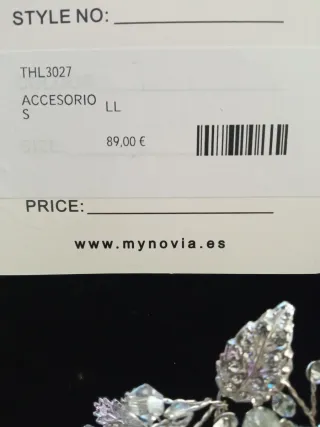 STYLE NO:
THL3027
ACCESORIO
S
LL
89,00 €
PRICE:
www.mynovia.es